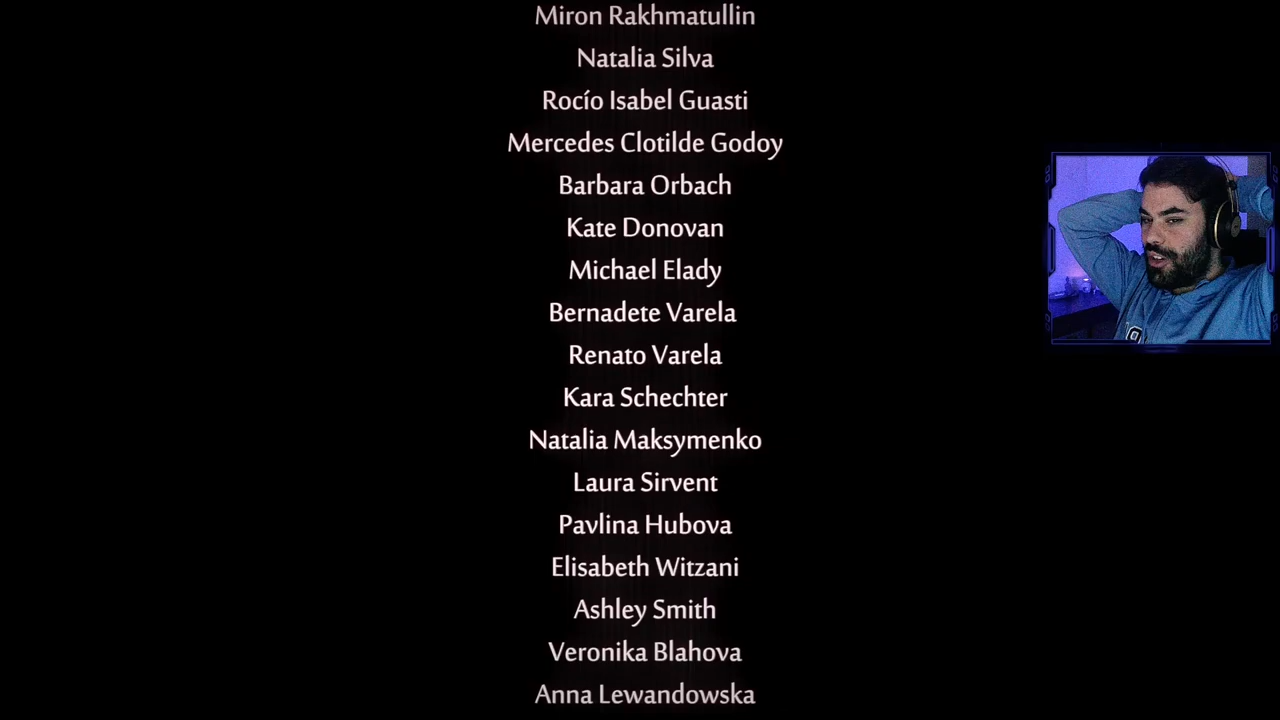 Miron Rakhmatullin
Natalia Silva
Rocío Isabel Guasti
Mercedes Clotilde Godoy
Barbara Orbach
Kate Donovan
Michael Elady
Bernadete Varela
Renato Varela
Kara Schechter
Natalia Maksymenko
Laura Sirvent
Pavlina Hubova
Elisabeth Witzani
Ashley Smith
Veronika Blahova
Anna Lewandowska